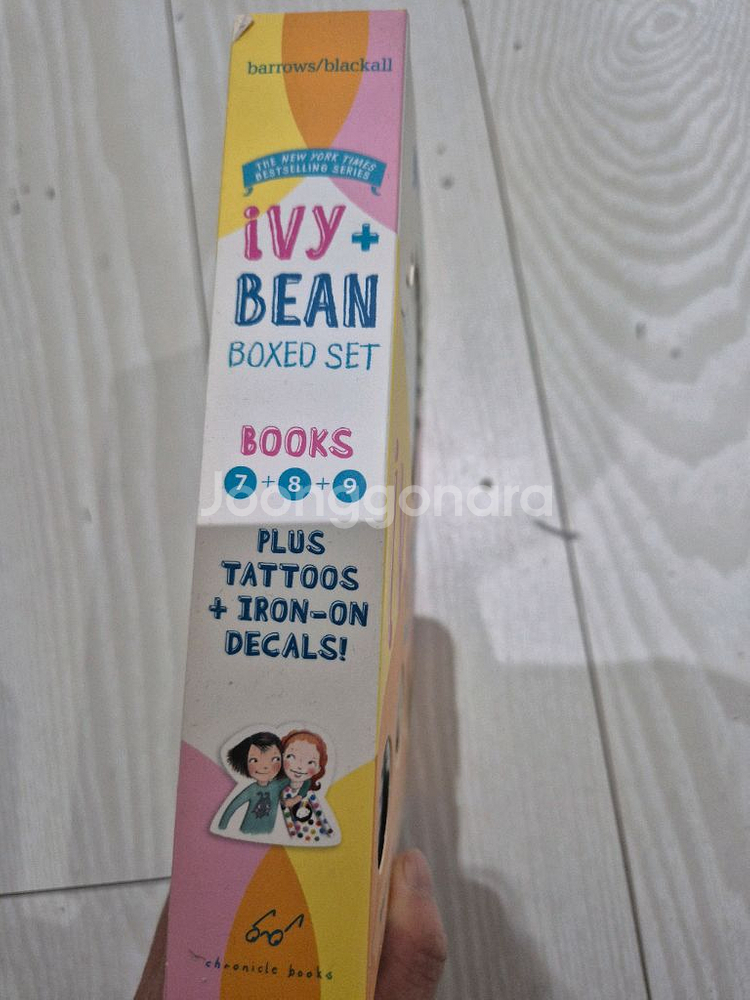 barrows/blackall
THE NEW YORK TIMES
BESTSELLING SERIES
iVY +
BEAN
BOXED SET
BOOKS
7 + 8 + 9
Joonggonara
PLUS
TATTOOS
+ IRON-ON
DECALS!
chronicle books